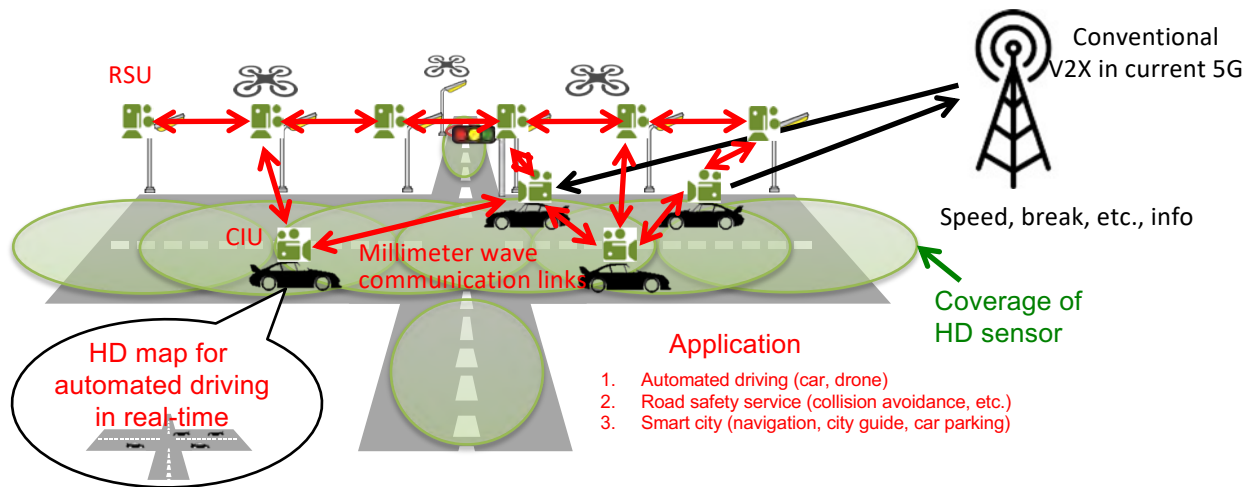 RSU
Conventional
V2X in current 5G
Speed, break, etc., info
CIU
Millimeter wave
communication links
Coverage of
HD sensor
HD map for
automated driving
in real-time
Application
1. Automated driving (car, drone)
2. Road safety service (collision avoidance, etc.)
3. Smart city (navigation, city guide, car parking)